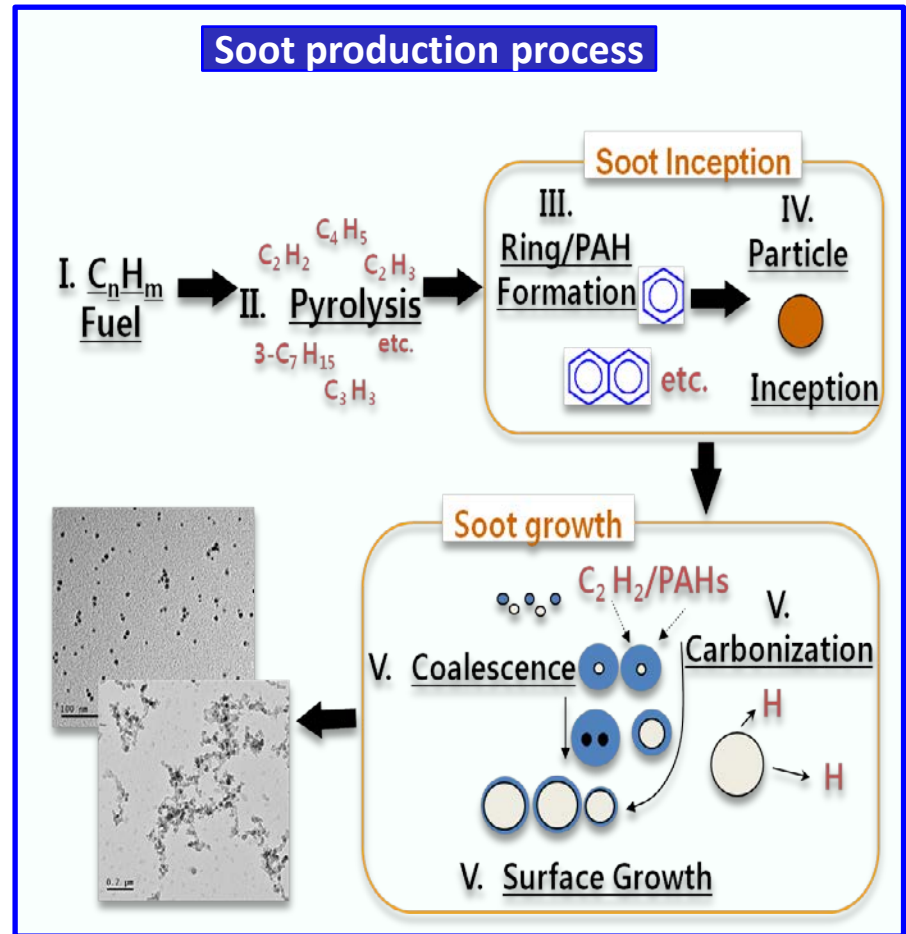 Soot production process
Soot Inception
I. CₙHₘ
Fuel
II. Pyrolysis
C₂H₂
C₄H₅
C₂H₃
3-C₇H₁₅
etc.
C₃H₃
III.
Ring/PAH
Formation
etc.
IV.
Particle
Inception
Soot growth
C₂H₂/PAHs
V. Coalescence
V.
Carbonization
H
H
V. Surface Growth
100 nm
0.2 µm